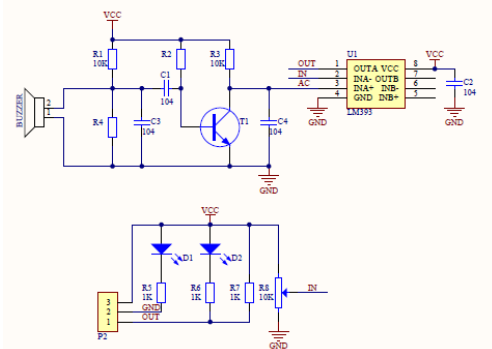 VCC
R1
10K
R2
R3
10K
C1
104
BUZZER
2
1
R4
C3
104
T1
C4
104
GND
U1
OUT
IN
AC
1
2
3
4
OUTA VCC
INA- OUTB
INA+ INB-
GND INB+
8
7
6
5
LM393
GND
VCC
C2
104
GND
VCC
D1
D2
R5
1K
R6
1K
R7
1K
R8
10K
IN
3
2
1
GND
OUT
P2
GND